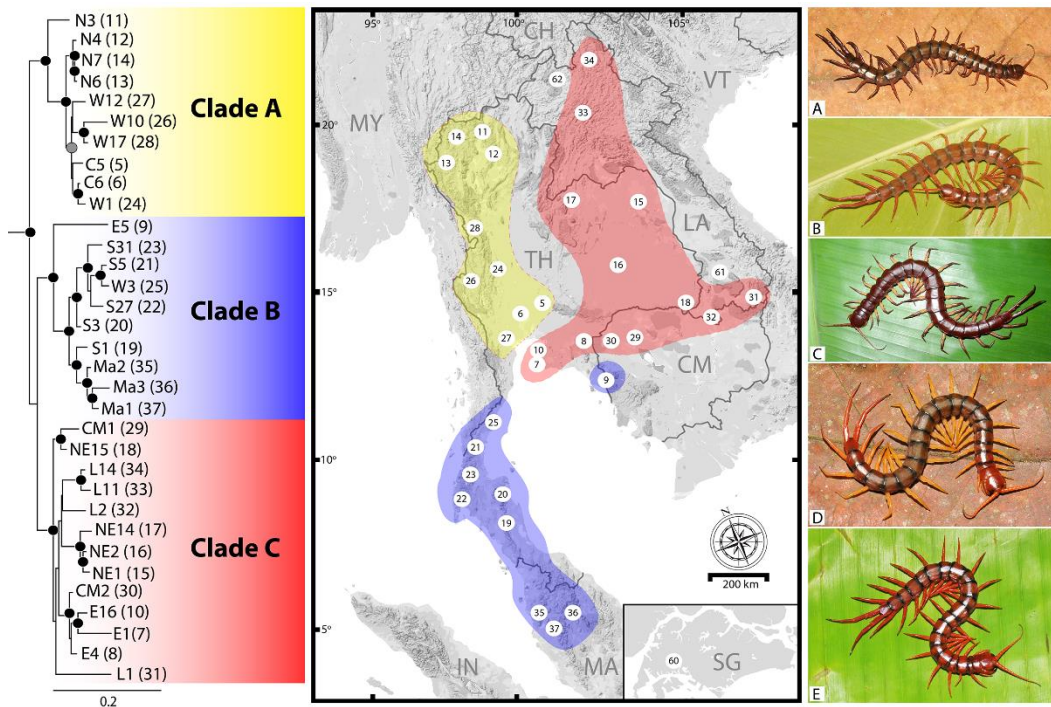 N3 (11)
N4 (12)
N7 (14)
N6 (13)
W12 (27)
W10 (26)
W17 (28)
C5 (5)
C6 (6)
W1 (24)
Clade A
E5 (9)
S31 (23)
S5 (21)
W3 (25)
S27 (22)
S3 (20)
S1 (19)
Ma2 (35)
Ma3 (36)
Ma1 (37)
Clade B
CM1 (29)
NE15 (18)
L14 (34)
L11 (33)
L2 (32)
NE14 (17)
NE2 (16)
NE1 (15)
CM2 (30)
E16 (10)
E1 (7)
E4 (8)
L1 (31)
Clade C
0.2
95°
100°
105°
20°
15°
10°
5°
CH
VT
MY
LA
TH
CM
IN
MA
SG
34
62
33
11
14
12
13
17
15
28
16
24
26
61
5
18
31
6
32
27
8
30
29
10
7
9
25
21
23
22
20
19
35
36
37
60
N
200 km
A
B
C
D
E